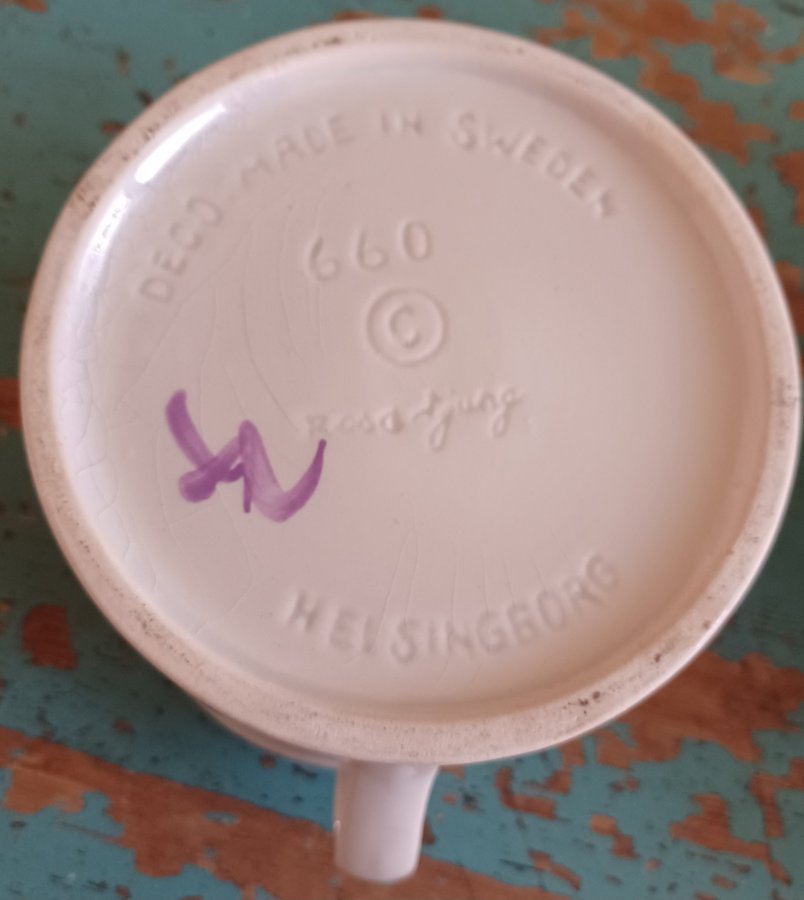 DECO-MADE IN SWEDEN
660
©
Rosa Ljung
HELSINGBORG